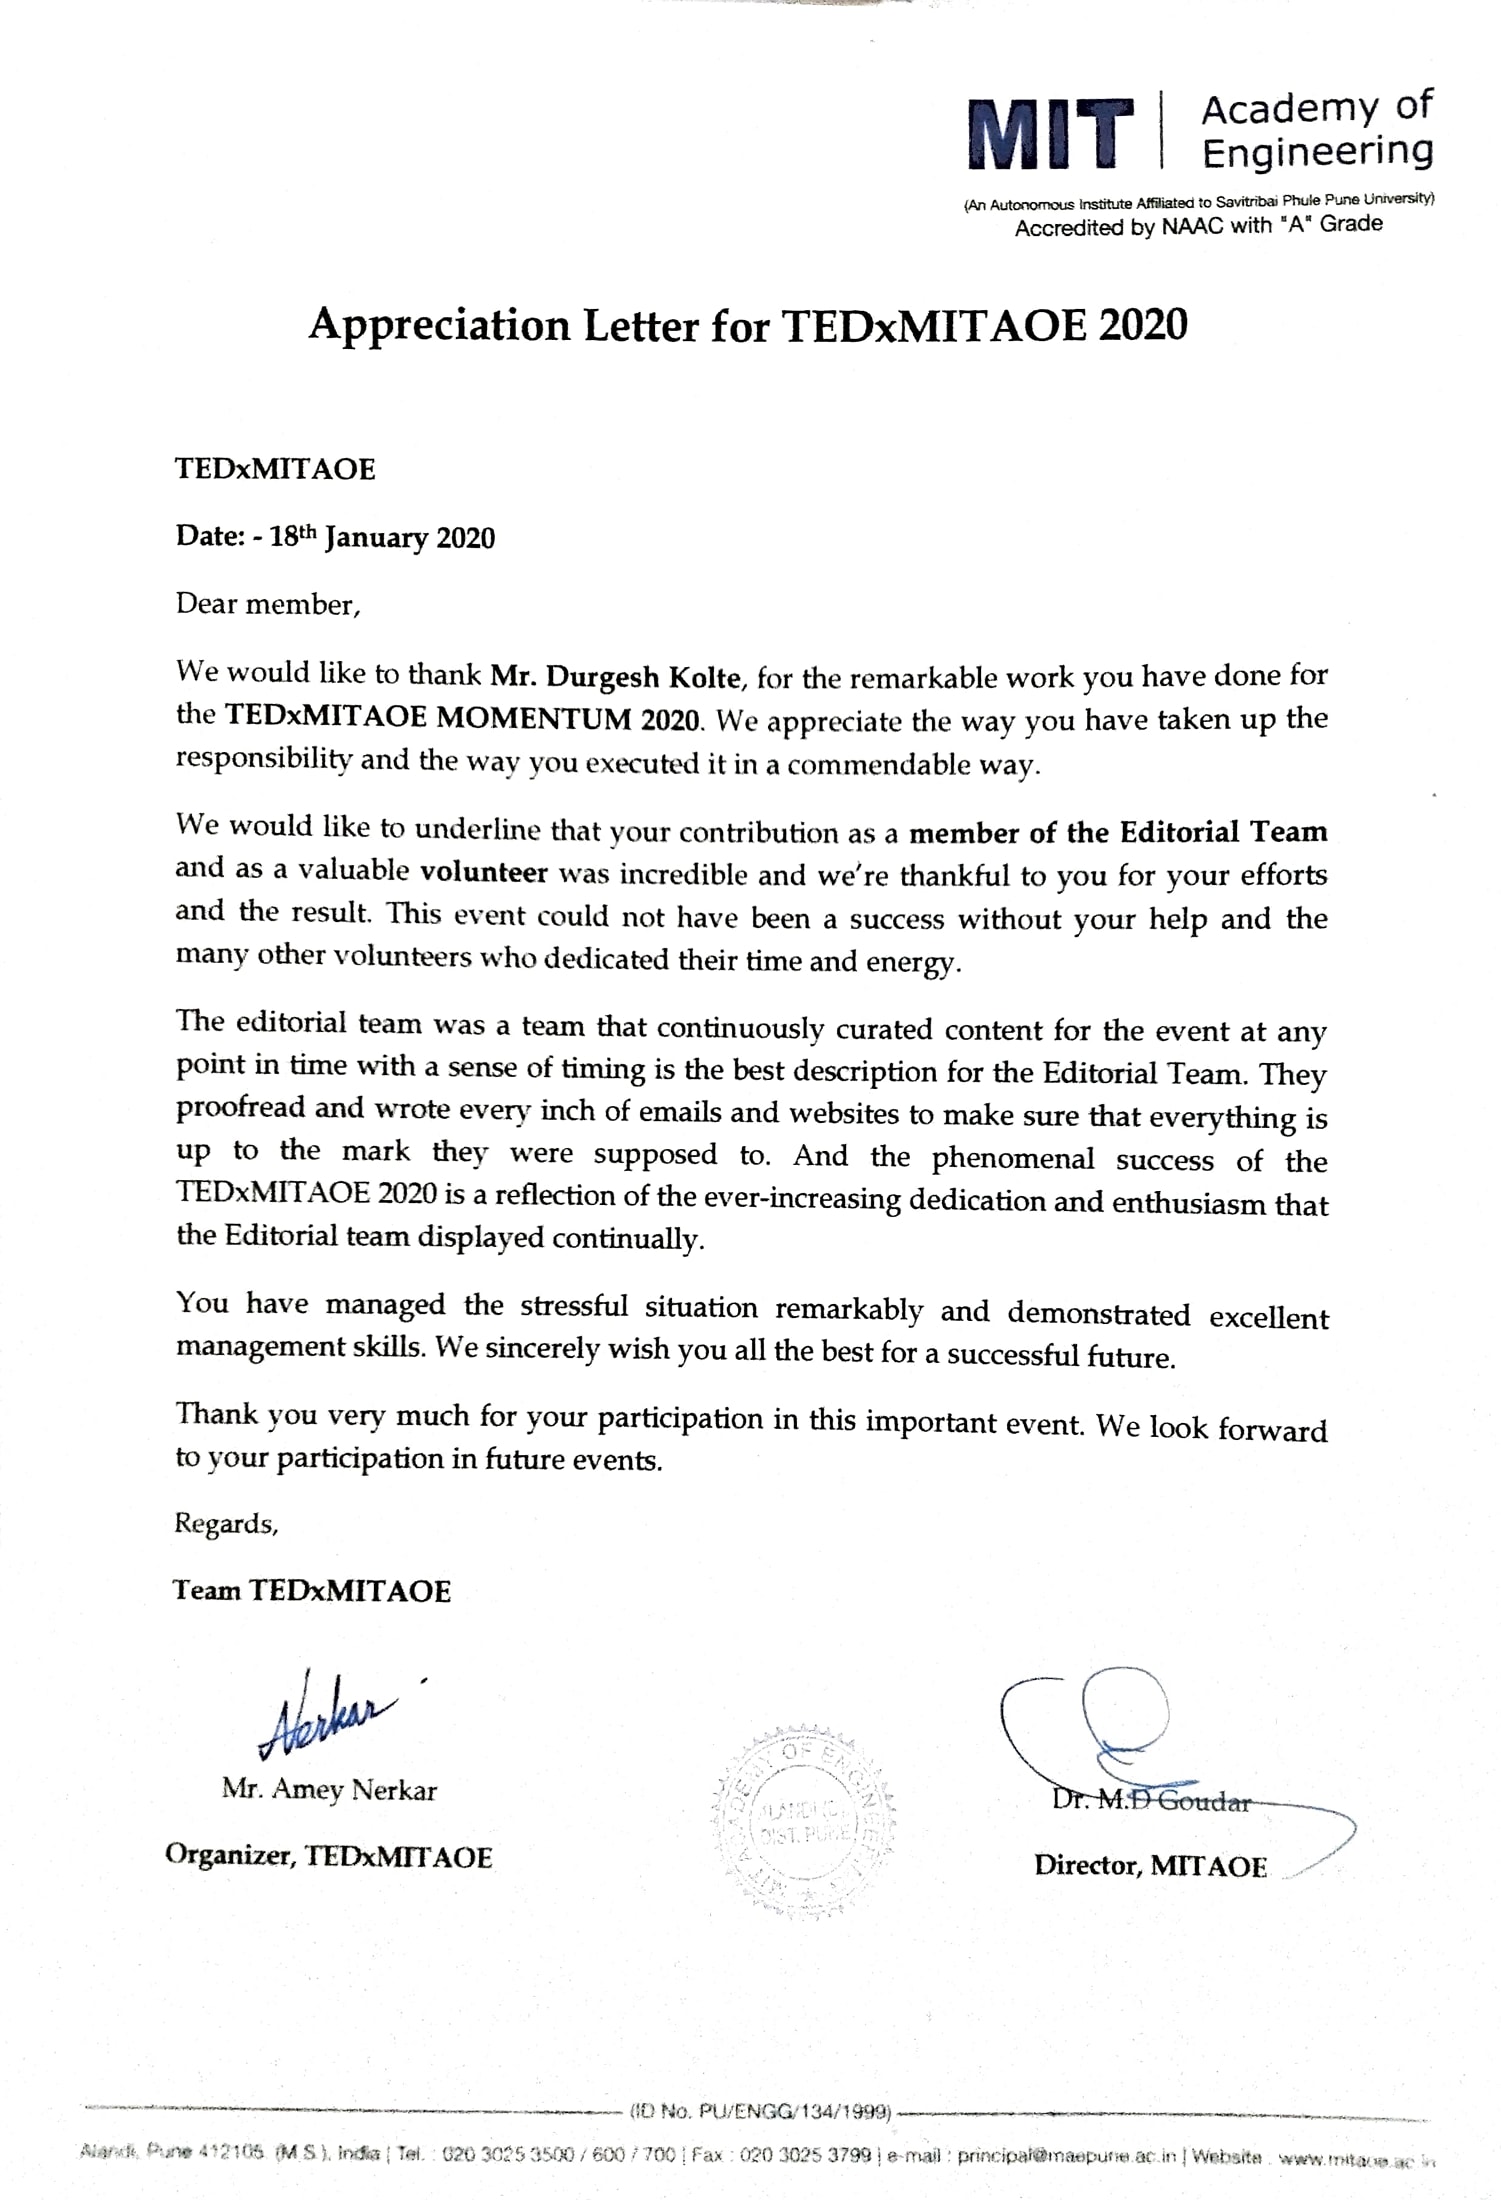 MIT Academy of
Engineering
(An Autonomous Institute Affiliated to Savitribai Phule Pune University)
Accredited by NAAC with "A" Grade
Appreciation Letter for TEDxMITAOE 2020
TEDxMITAOE
Date: - 18th January 2020
Dear member,
We would like to thank Mr. Durgesh Kolte, for the remarkable work you have done for
the TEDxMITAOE MOMENTUM 2020. We appreciate the way you have taken up the
responsibility and the way you executed it in a commendable way.
We would like to underline that your contribution as a member of the Editorial Team
and as a valuable volunteer was incredible and we're thankful to you for your efforts
and the result. This event could not have been a success without your help and the
many other volunteers who dedicated their time and energy.
The editorial team was a team that continuously curated content for the event at any
point in time with a sense of timing is the best description for the Editorial Team. They
proofread and wrote every inch of emails and websites to make sure that everything is
up to the mark they were supposed to. And the phenomenal success of the
TEDxMITAOE 2020 is a reflection of the ever-increasing dedication and enthusiasm that
the Editorial team displayed continually.
You have managed the stressful situation remarkably and demonstrated excellent
management skills. We sincerely wish you all the best for a successful future.
Thank you very much for your participation in this important event. We look forward
to your participation in future events.
Regards,
Team TEDxMITAOE
Nerkar
Mr. Amey Nerkar
Organizer, TEDxMITAOE
MIT ACADEMY OF ENGINEERING
DIST. PUNE
Dr. M.D Goudar
Director, MITAOE
(ID No. PU/ENGG/134/1999)
Alandi, Pune 412105 (M.S.), India | Tel. : 020 3025 3500 / 600 / 700 | Fax : 020 3025 3799 | e-mail : principal@maepune.ac.in | Website : www.mitaoe.ac.in